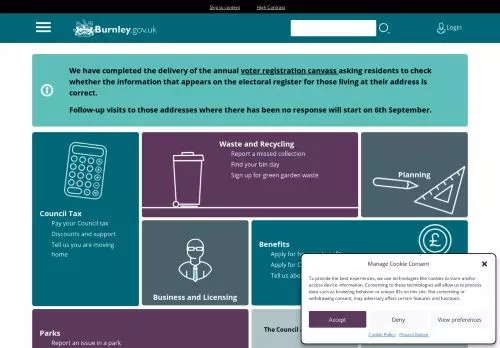 Skip to content
High Contrast
Burnley.gov.uk
Login
We have completed the delivery of the annual voter registration canvass asking residents to check
whether the information that appears on the electoral register for those living at their address is
correct.
Follow-up visits to those addresses where there has been no response will start on 6th September.
Council Tax
Pay your Council tax
Discounts and support
Tell us you are moving
home
Waste and Recycling
Report a missed collection
Find your bin day
Sign up for green garden waste
Planning
Business and Licensing
Benefits
Apply for
Apply for C
Tell us abo
Parks
Report an issue in a park
The Council a
Manage Cookie Consent
To provide the best experiences, we use technologies like cookies to store and/or
access device information. Consenting to these technologies will allow us to process
data such as browsing behavior or unique IDs on this site. Not consenting or
withdrawing consent, may adversely affect certain features and functions.
Accept
Deny
View preferences
Cookie Policy
Privacy Notice